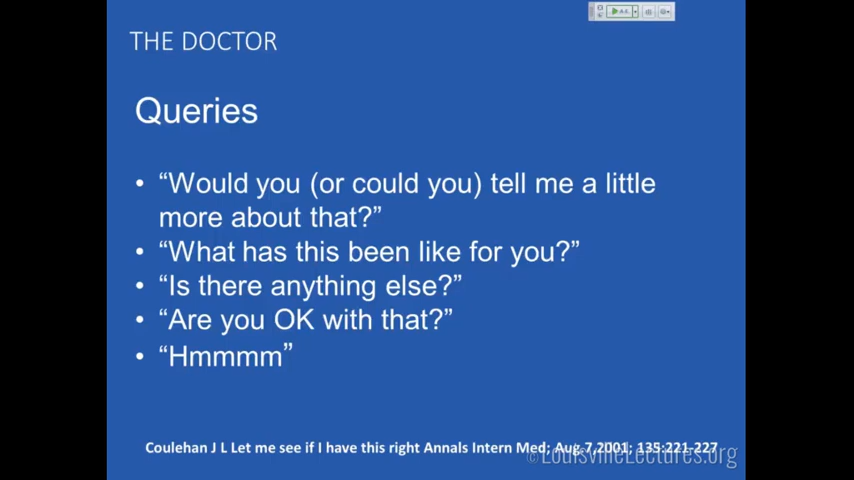 THE DOCTOR
Queries
• “Would you (or could you) tell me a little
more about that?”
• “What has this been like for you?”
• “Is there anything else?”
• “Are you OK with that?”
• “Hmmmm”
Coulehan J L Let me see if I have this right Annals Intern Med; Aug 7,2001; 135:221-227
©LouisvilleLectures.org